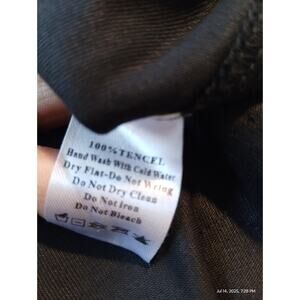 100%TENCEL
Hand Wash With Cold Water
Dry Flat-Do Not Wring
Do Not Dry Clean
Do Not Iron
Do Not Bleach
Jul 14, 2025, 7:28 PM